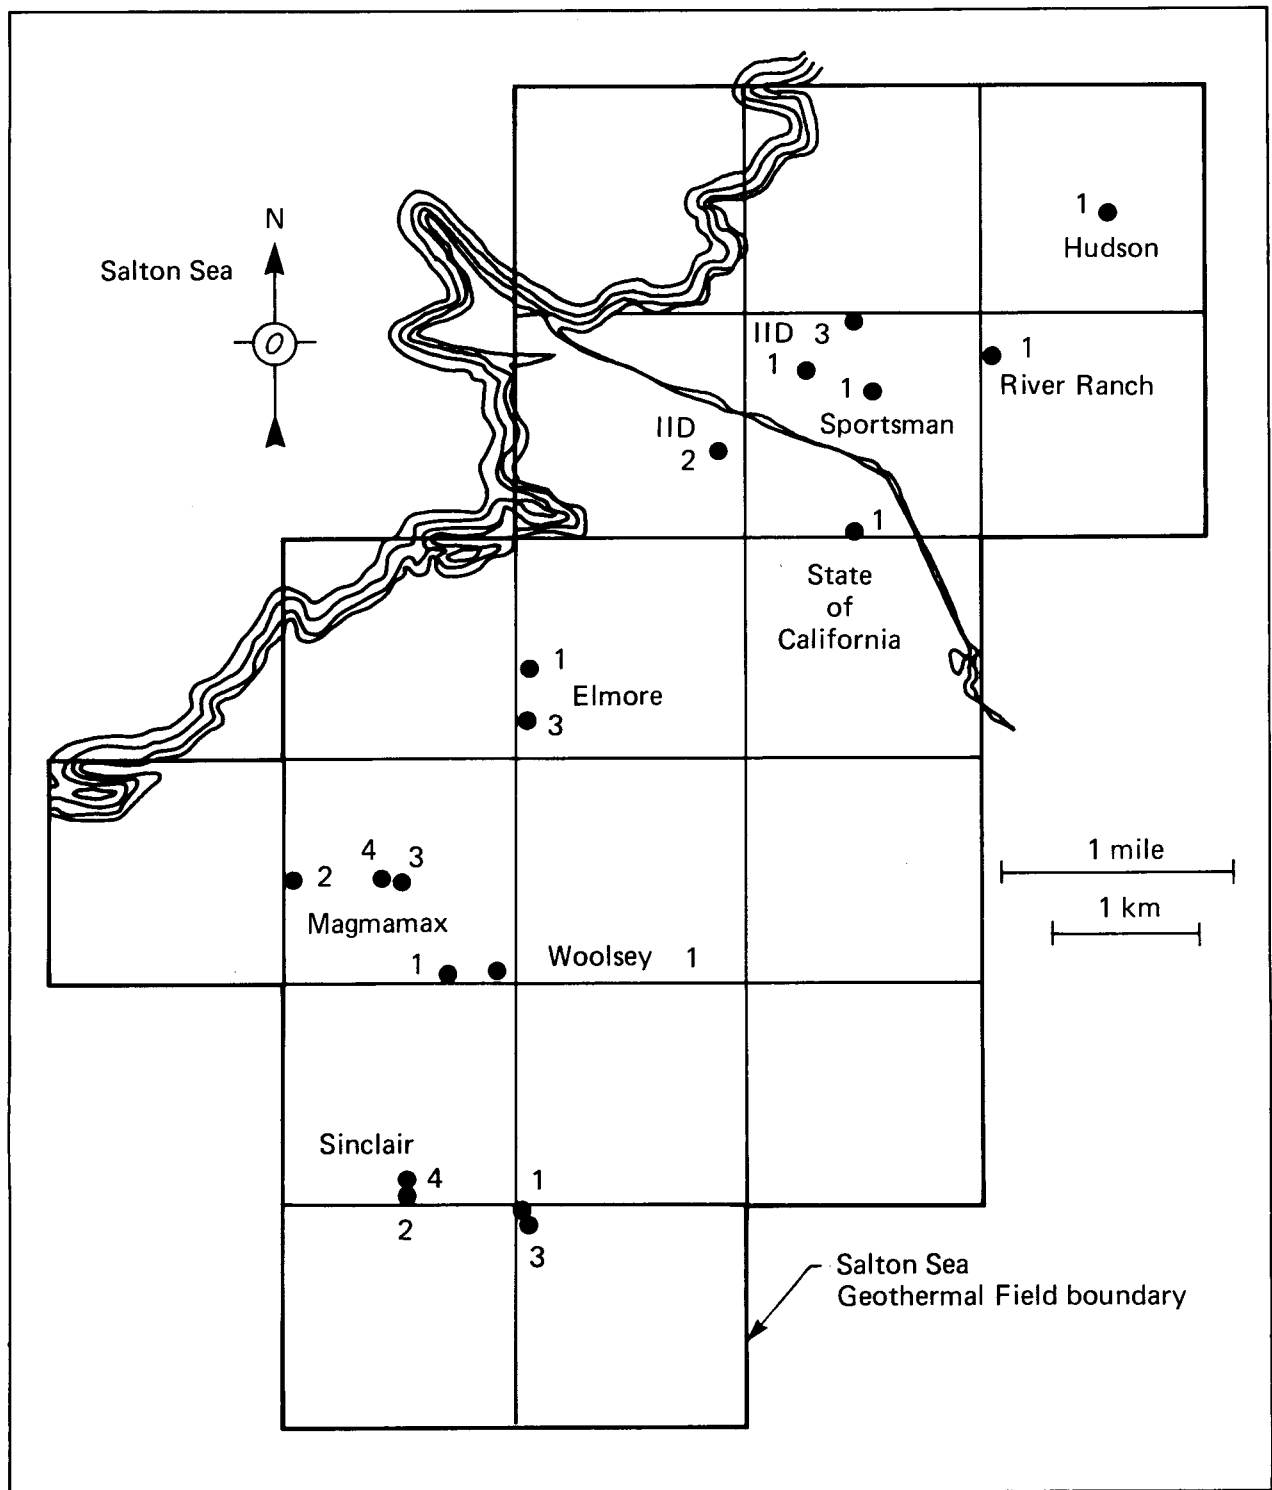 N
Salton Sea
O
1
Hudson
IID 3
1
1
River Ranch
1
Sportsman
IID
2
1
State
of
California
1
Elmore
3
4
3
2
Magmamax
1
Woolsey 1
1 mile
1 km
Sinclair
4
2
1
3
Salton Sea
Geothermal Field boundary